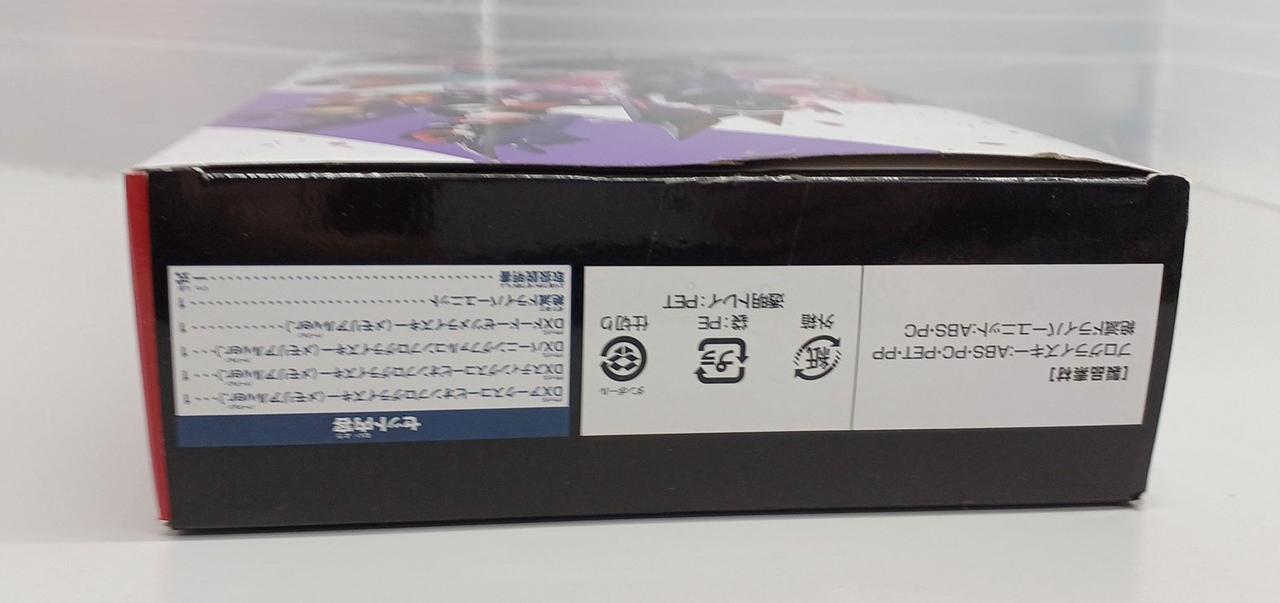 【製品素材】
プログライズキー:ABS・PC・PET・PP
絶滅ドライバーユニット:ABS・PC
紙
外箱
プラ
袋:PE
透明トレイ:PET
ダンボール
仕切り
セット内容
DXアークスコーピオンプログライズキー(メモリアルver.)---1
DXスティングスコーピオンプログライズキー(メモリアルver.)---1
DXバーニングファルコンプログライズキー(メモリアルver.)---1
DXドードーゼツメライズキー(メモリアルver.)----------1
絶滅ドライバーユニット------------------------------1
取扱説明書------------------------------一式